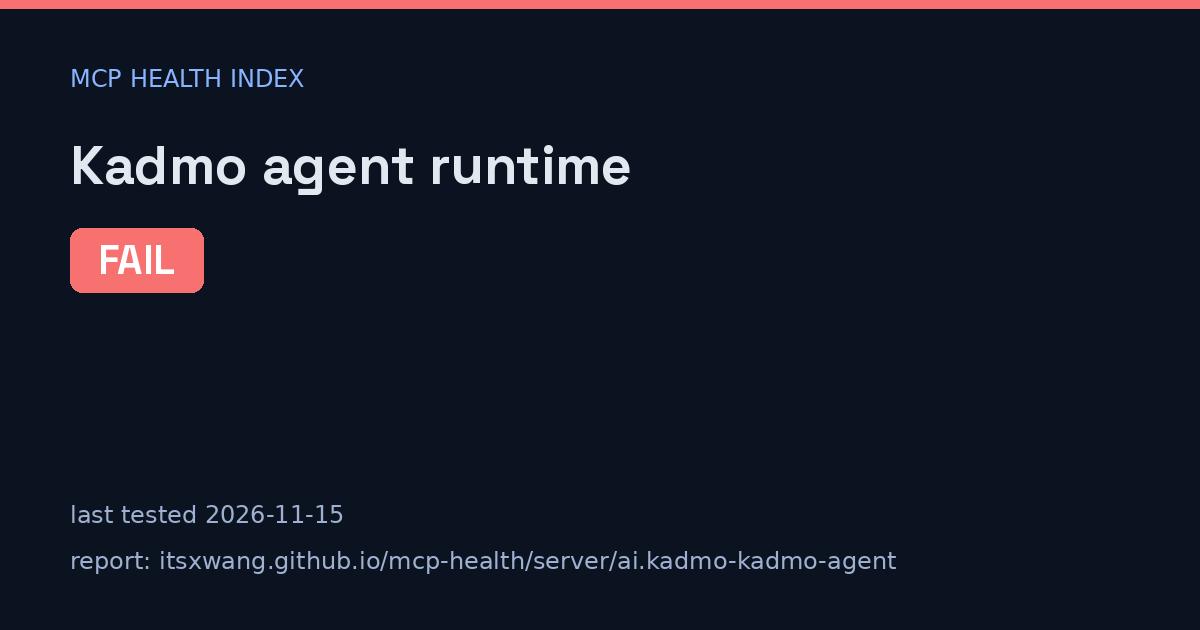 MCP HEALTH INDEX
Kadmo agent runtime
FAIL
last tested 2026-11-15
report: itsxwang.github.io/mcp-health/server/ai.kadmo-kadmo-agent